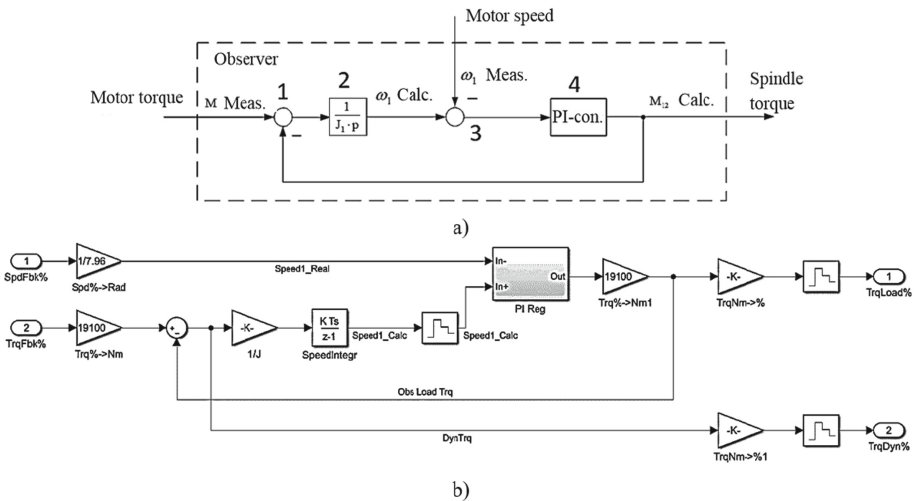 Motor speed
Observer
1
2
4
Motor torque
M Meas.
−
1
J₁·p
ω₁ Calc.
ω₁ Meas.
−
3
PI-con.
M₁₂ Calc.
Spindle
torque
a)
1
SpdFbk%
1/7.96
Spd%->Rad
Speed1_Real
In-
In+
Out
PI Reg
19100
Trq%->Nm1
-K-
TrqNm->%
1
TrqLoad%
2
TrqFbk%
19100
Trq%->Nm
+
−
-K-
1/J
K Ts
z-1
SpeedIntegr
Speed1_Calc
Speed1_Calc
Obs Load Trq
DynTrq
-K-
TrqNm->%1
2
TrqDyn%
b)